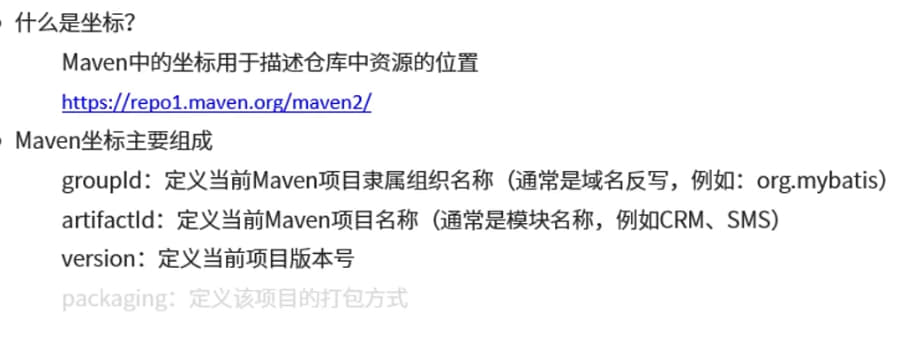 什么是坐标？
Maven中的坐标用于描述仓库中资源的位置
https://repo1.maven.org/maven2/
Maven坐标主要组成
groupId：定义当前Maven项目隶属组织名称（通常是域名反写，例如：org.mybatis）
artifactId：定义当前Maven项目名称（通常是模块名称，例如CRM、SMS）
version：定义当前项目版本号
packaging：定义该项目的打包方式